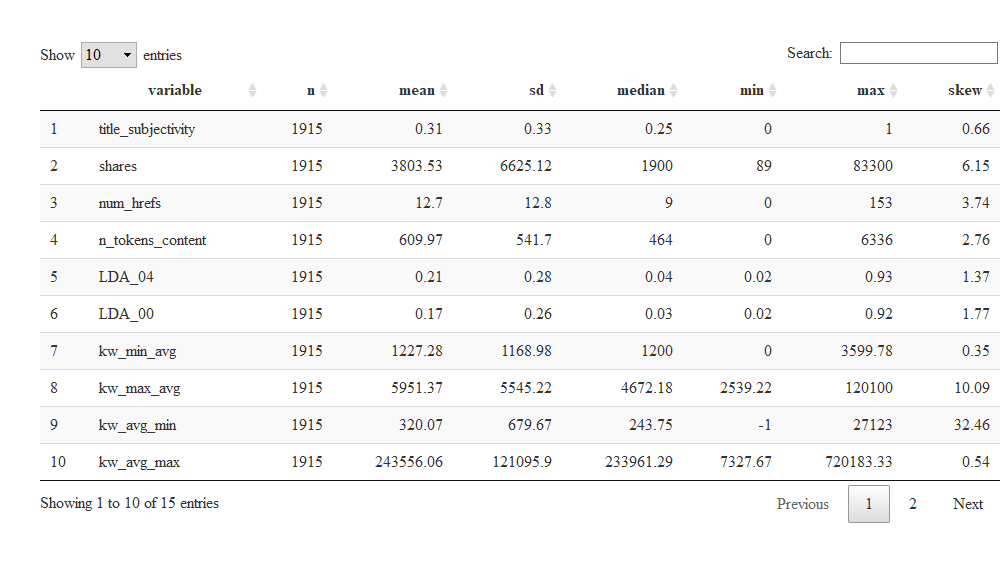 Show 10 entries Search:
variable n mean sd median min max skew
1 title_subjectivity 1915 0.31 0.33 0.25 0 1 0.66
2 shares 1915 3803.53 6625.12 1900 89 83300 6.15
3 num_hrefs 1915 12.7 12.8 9 0 153 3.74
4 n_tokens_content 1915 609.97 541.7 464 0 6336 2.76
5 LDA_04 1915 0.21 0.28 0.04 0.02 0.93 1.37
6 LDA_00 1915 0.17 0.26 0.03 0.02 0.92 1.77
7 kw_min_avg 1915 1227.28 1168.98 1200 0 3599.78 0.35
8 kw_max_avg 1915 5951.37 5545.22 4672.18 2539.22 120100 10.09
9 kw_avg_min 1915 320.07 679.67 243.75 -1 27123 32.46
10 kw_avg_max 1915 243556.06 121095.9 233961.29 7327.67 720183.33 0.54
Showing 1 to 10 of 15 entries Previous 1 2 Next